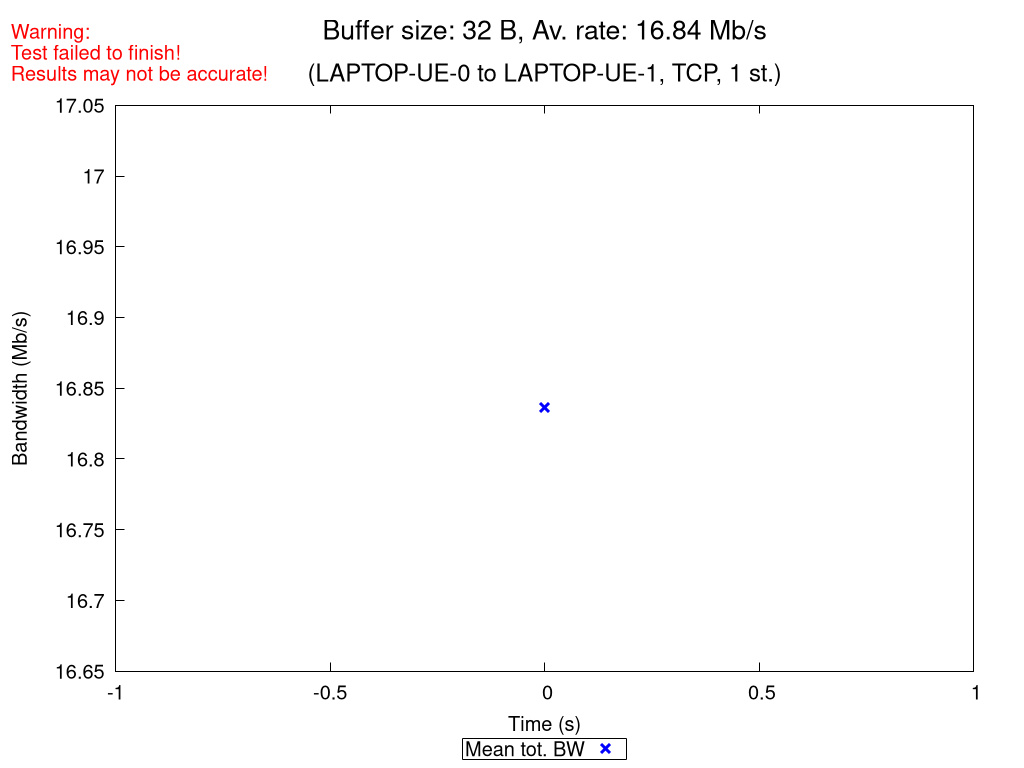 Warning:
Test failed to finish!
Results may not be accurate!
Buffer size: 32 B, Av. rate: 16.84 Mb/s
(LAPTOP-UE-0 to LAPTOP-UE-1, TCP, 1 st.)
17.05
17
16.95
16.9
16.85
16.8
16.75
16.7
16.65
Bandwidth (Mb/s)
-1
-0.5
0
0.5
1
Time (s)
Mean tot. BW